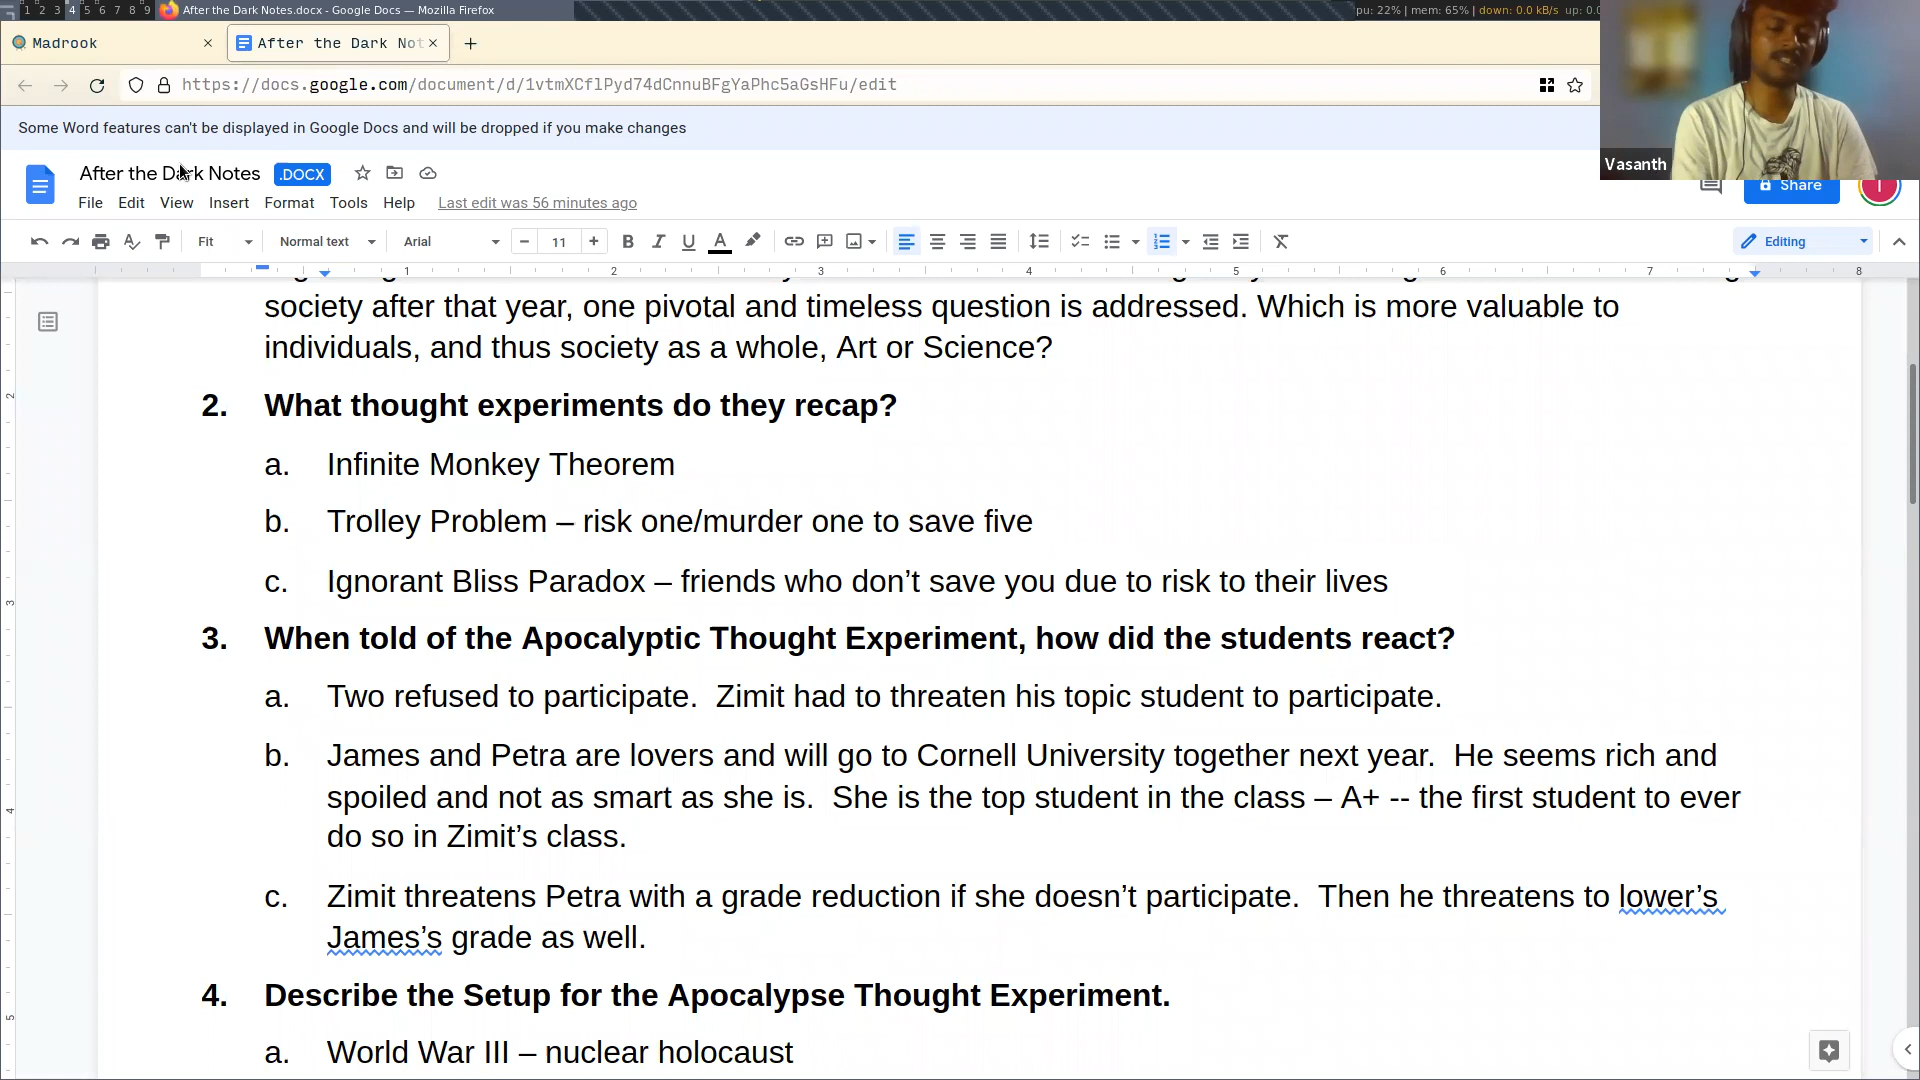 1 2 3 4 5 6 7 8 9 After the Dark Notes.docx - Google Docs — Mozilla Firefox pu: 22% | mem: 65% | down: 0.0 kB/s up: 0.0
Madrook × After the Dark Not × +
https://docs.google.com/document/d/1vtmXCflPyd74dCnnuBFgYaPhc5aGsHFu/edit
Some Word features can't be displayed in Google Docs and will be dropped if you make changes
Vasanth
After the Dark Notes .DOCX
Share T
File Edit View Insert Format Tools Help Last edit was 56 minutes ago
Fit Normal text Arial 11 B I U A Editing
1 2 3 4 5 6 7 8
society after that year, one pivotal and timeless question is addressed. Which is more valuable to
individuals, and thus society as a whole, Art or Science?
2. What thought experiments do they recap?
a. Infinite Monkey Theorem
b. Trolley Problem – risk one/murder one to save five
c. Ignorant Bliss Paradox – friends who don’t save you due to risk to their lives
3. When told of the Apocalyptic Thought Experiment, how did the students react?
a. Two refused to participate.  Zimit had to threaten his topic student to participate.
b. James and Petra are lovers and will go to Cornell University together next year.  He seems rich and
spoiled and not as smart as she is.  She is the top student in the class – A+ -- the first student to ever
do so in Zimit’s class.
c. Zimit threatens Petra with a grade reduction if she doesn’t participate.  Then he threatens to lower’s
James’s grade as well.
4. Describe the Setup for the Apocalypse Thought Experiment.
a. World War III – nuclear holocaust
2
3
4
5